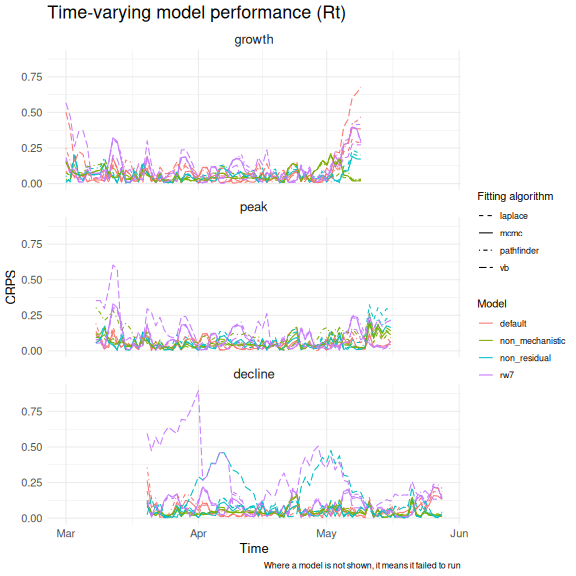 Time-varying model performance (Rt)
growth
0.75
0.50
0.25
0.00
peak
0.75
0.50
0.25
0.00
decline
0.75
0.50
0.25
0.00
CRPS
Mar
Apr
May
Jun
Time
Fitting algorithm
laplace
mcmc
pathfinder
vb
Model
default
non_mechanistic
non_residual
rw7
Where a model is not shown, it means it failed to run